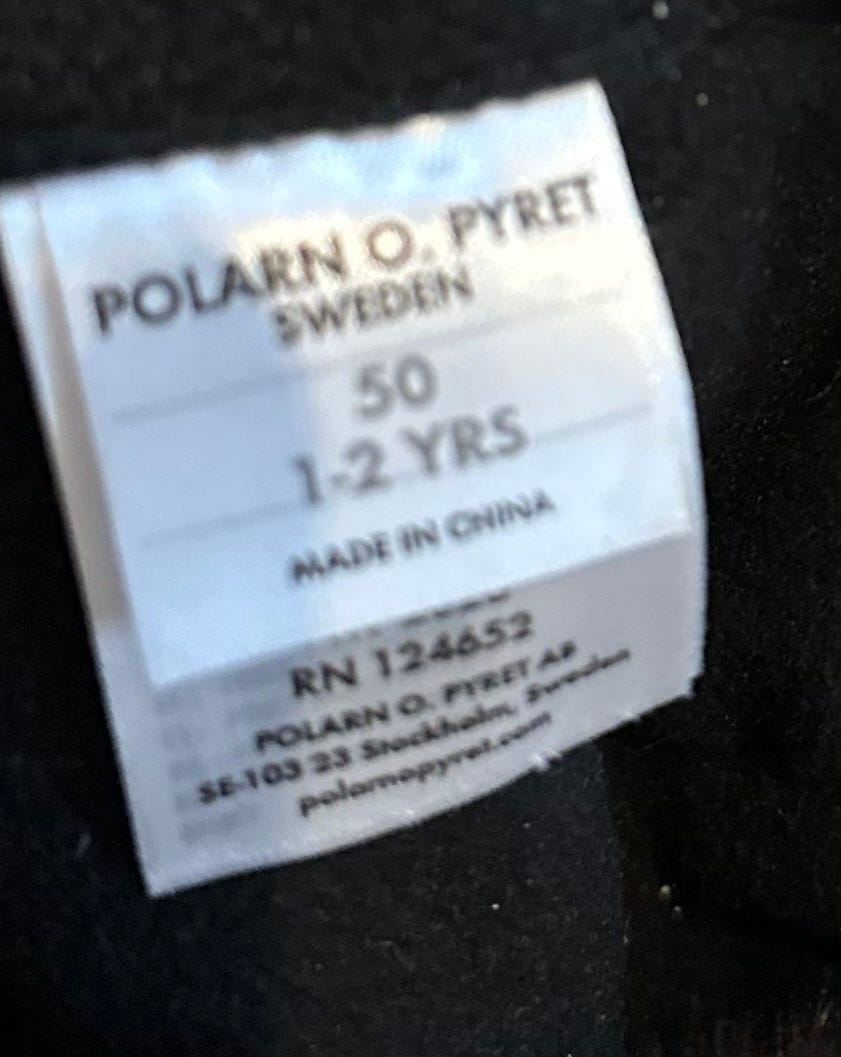 POLARN O. PYRET
SWEDEN
50
1-2 YRS
MADE IN CHINA
RN 124652
POLARN O. PYRET AB
SE-103 23 Stockholm, Sweden
polarnopyret.com